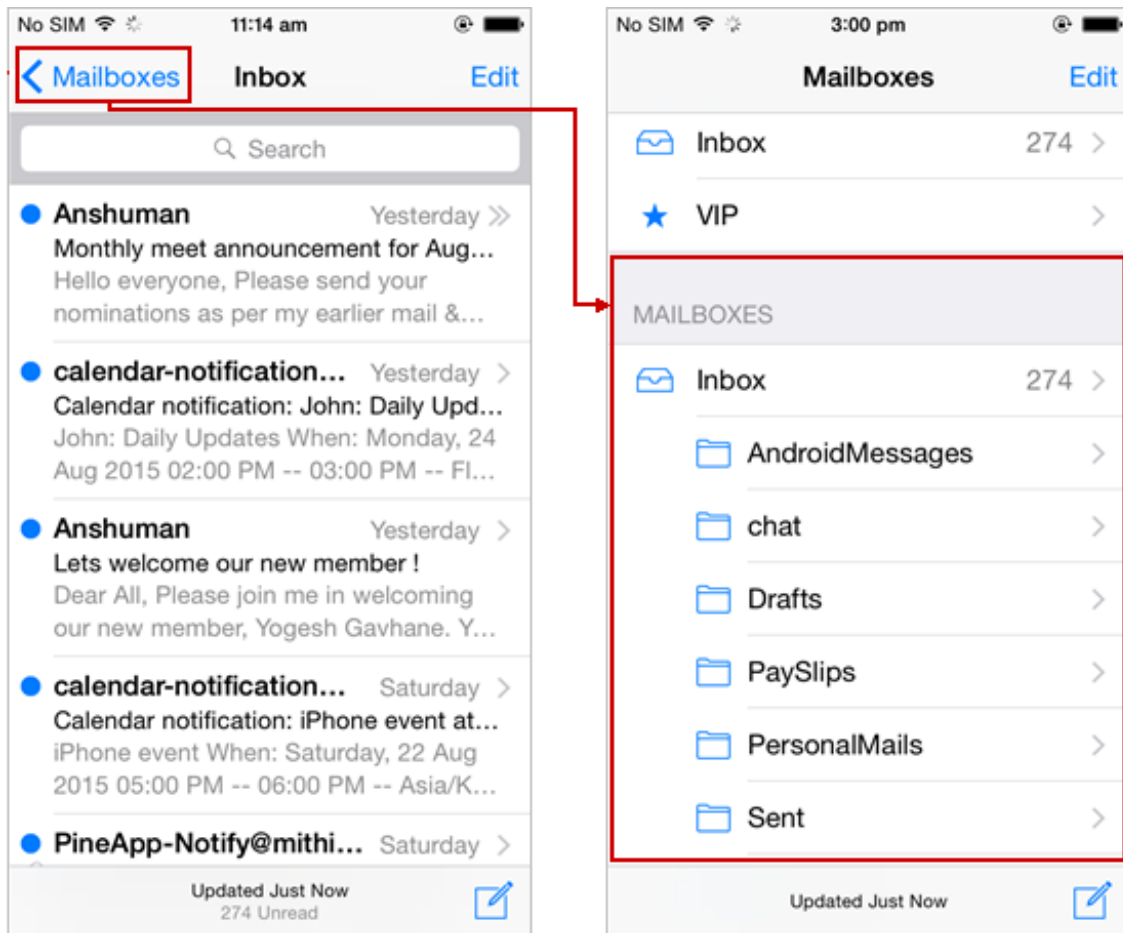 No SIM 11:14 am
Mailboxes Inbox Edit
Search
Anshuman Yesterday
Monthly meet announcement for Aug...
Hello everyone, Please send your
nominations as per my earlier mail &...
calendar-notification... Yesterday
Calendar notification: John: Daily Upd...
John: Daily Updates When: Monday, 24
Aug 2015 02:00 PM -- 03:00 PM -- Fl...
Anshuman Yesterday
Lets welcome our new member !
Dear All, Please join me in welcoming
our new member, Yogesh Gavhane. Y...
calendar-notification... Saturday
Calendar notification: iPhone event at...
iPhone event When: Saturday, 22 Aug
2015 05:00 PM -- 06:00 PM -- Asia/K...
PineApp-Notify@mithi... Saturday
Updated Just Now
274 Unread
No SIM 3:00 pm
Mailboxes Edit
Inbox 274
VIP
MAILBOXES
Inbox 274
AndroidMessages
chat
Drafts
PaySlips
PersonalMails
Sent
Updated Just Now